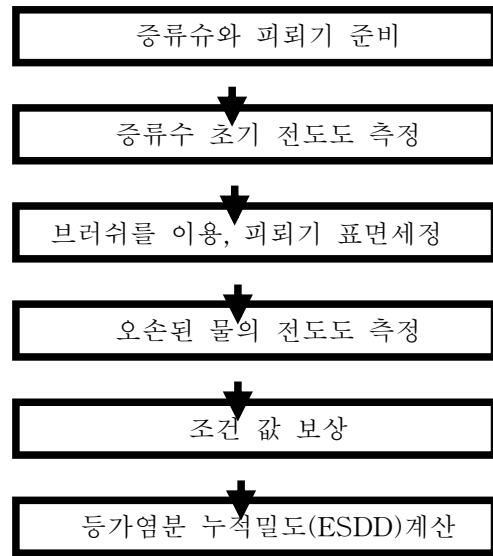 증류슈와 피뢰기 준비
증류수 초기 전도도 측정
브러쉬를 이용, 피뢰기 표면세정
오손된 물의 전도도 측정
조건 값 보상
등가염분 누적밀도(ESDD)계산